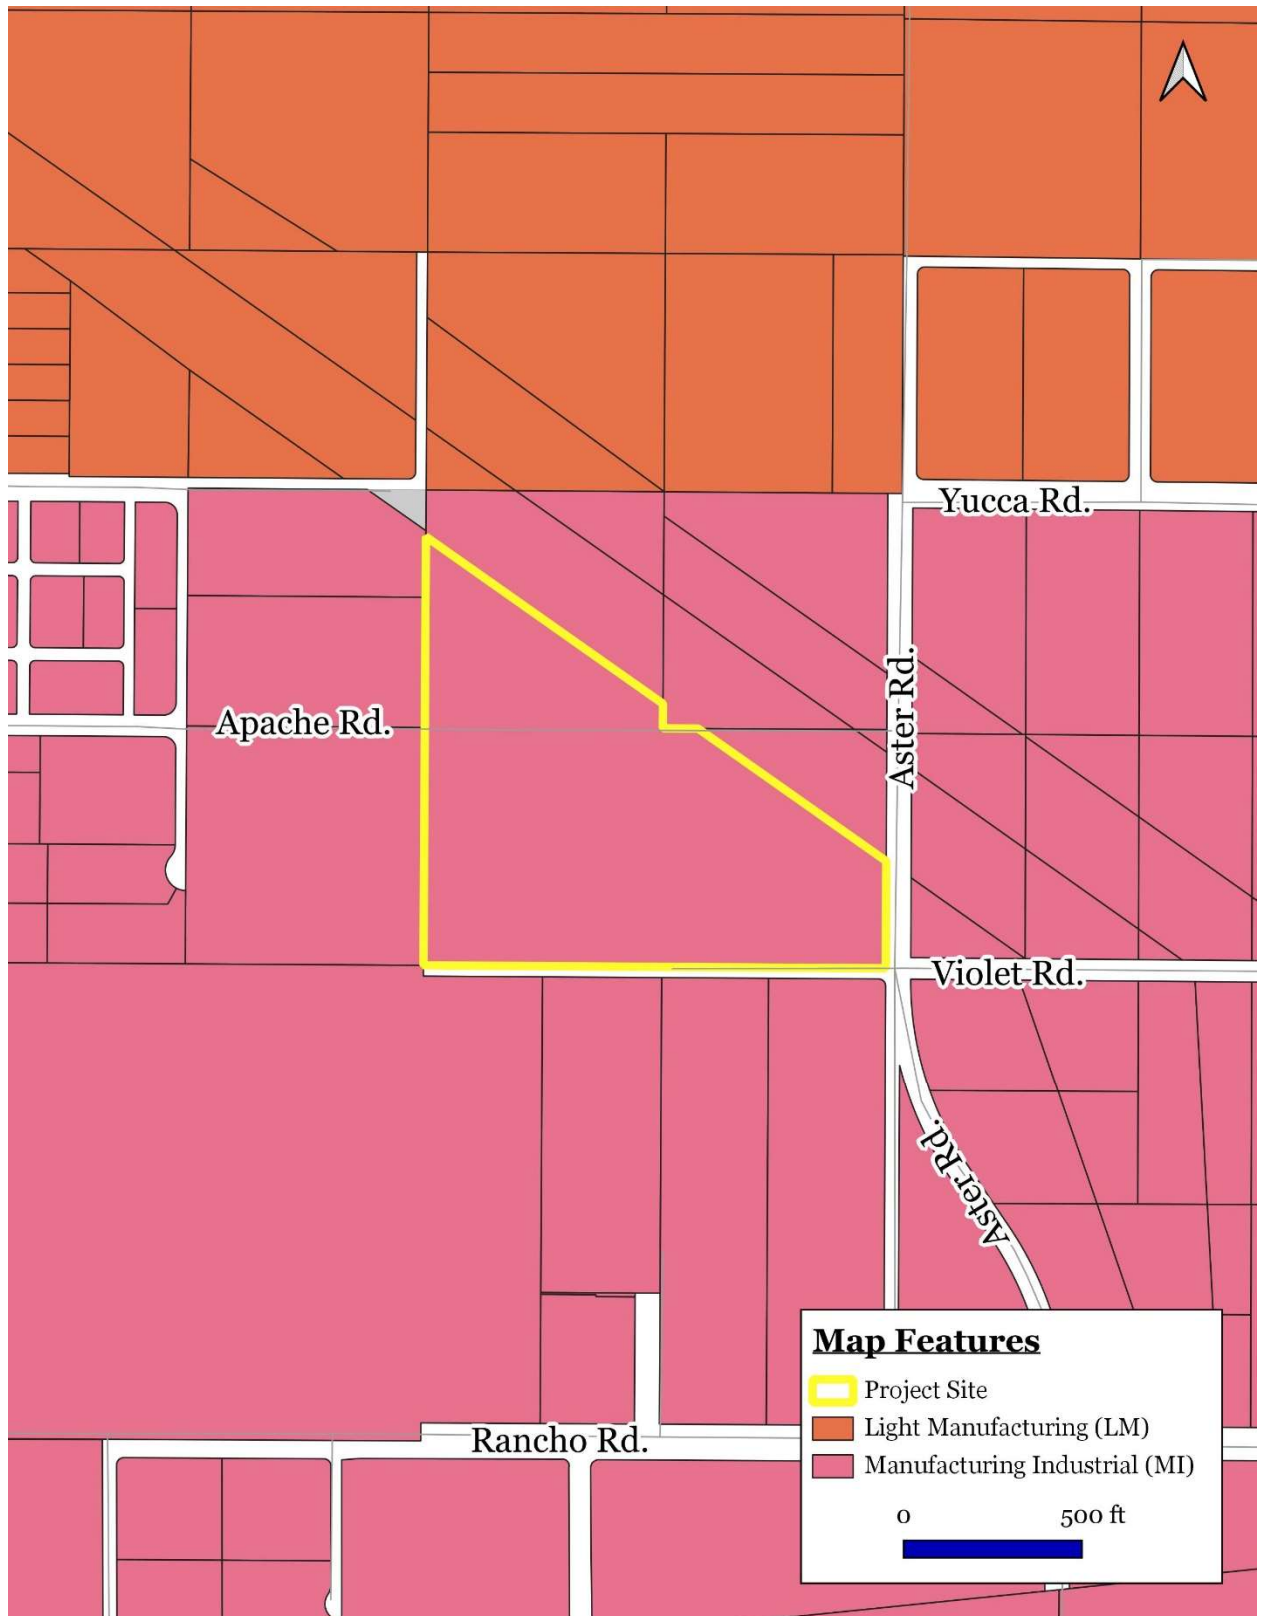 Yucca Rd.
Apache Rd.
Aster Rd.
Violet Rd.
Aster Rd.
Map Features
Project Site
Light Manufacturing (LM)
Rancho Rd.
Manufacturing Industrial (MI)
0 500 ft